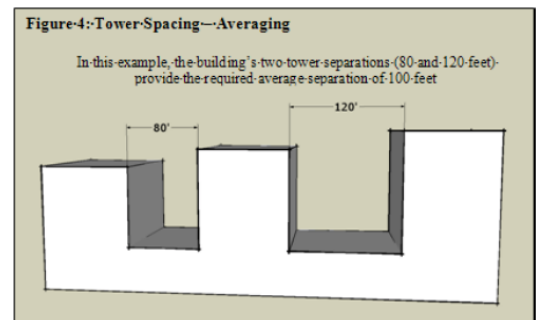 Figure·4:·Tower·Spacing·–·Averaging
In·this·example,·the·building's·two·tower·separations·(80·and·120·feet)·
provide·the·required·average·separation·of·100·feet
120'
80'